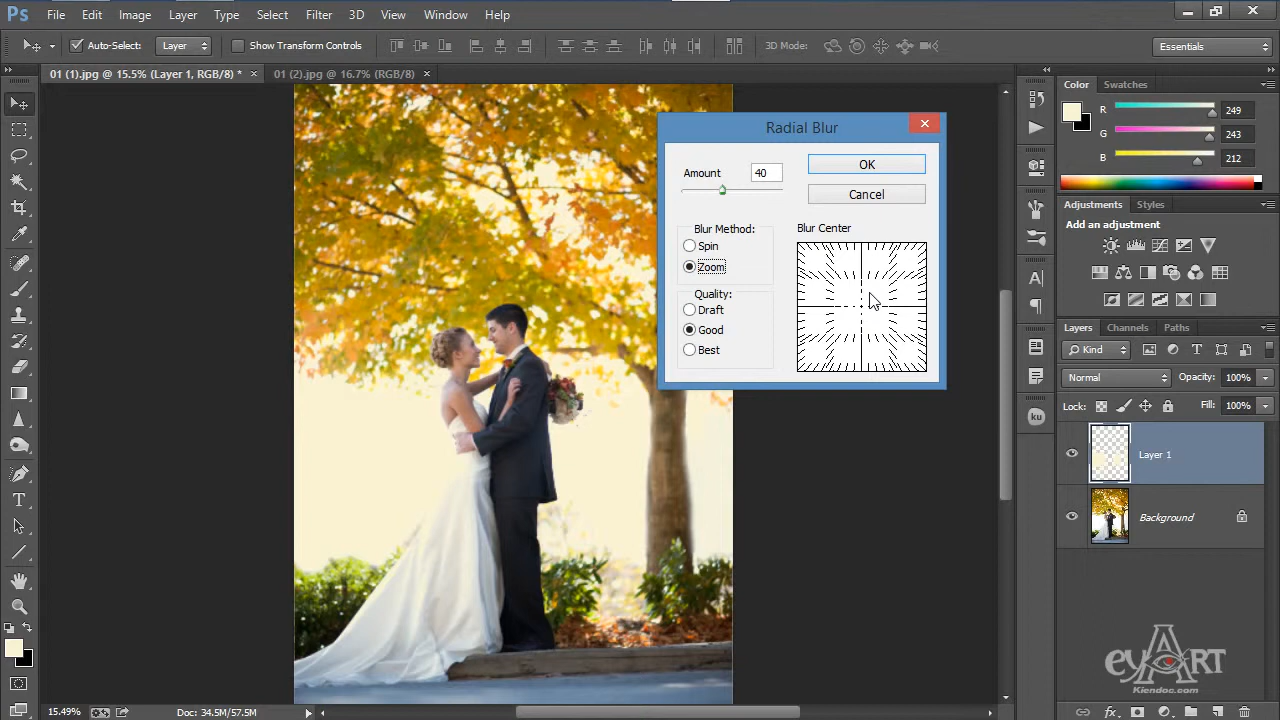 Ps File Edit Image Layer Type Select Filter 3D View Window Help
Auto-Select: Layer Show Transform Controls 3D Mode: Essentials
01 (1).jpg @ 15.5% (Layer 1, RGB/8) * × 01 (2).jpg @ 16.7% (RGB/8) ×
Radial Blur
Amount 40
OK
Cancel
Blur Method:
Spin
Zoom
Blur Center
Quality:
Draft
Good
Best
Color Swatches
R 249
G 243
B 212
Adjustments Styles
Add an adjustment
Layers Channels Paths
Kind
Normal Opacity: 100%
Lock: Fill: 100%
Layer 1
Background
eyART
Kiendoc.com
15.49% Doc: 34.5M/57.5M